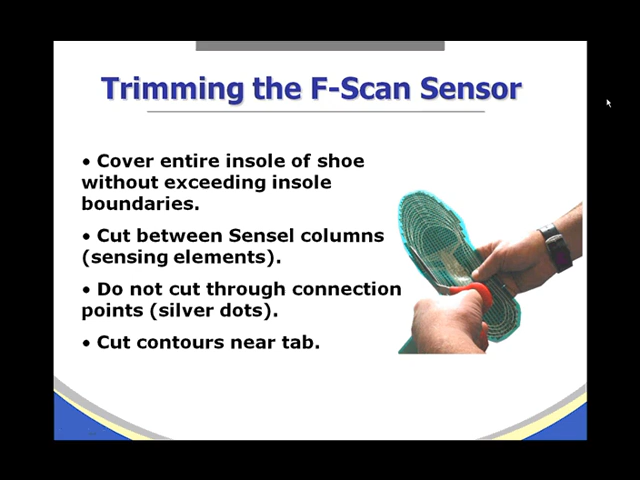 Trimming the F-Scan Sensor
• Cover entire insole of shoe
without exceeding insole
boundaries.
• Cut between Sensel columns
(sensing elements).
• Do not cut through connection
points (silver dots).
• Cut contours near tab.